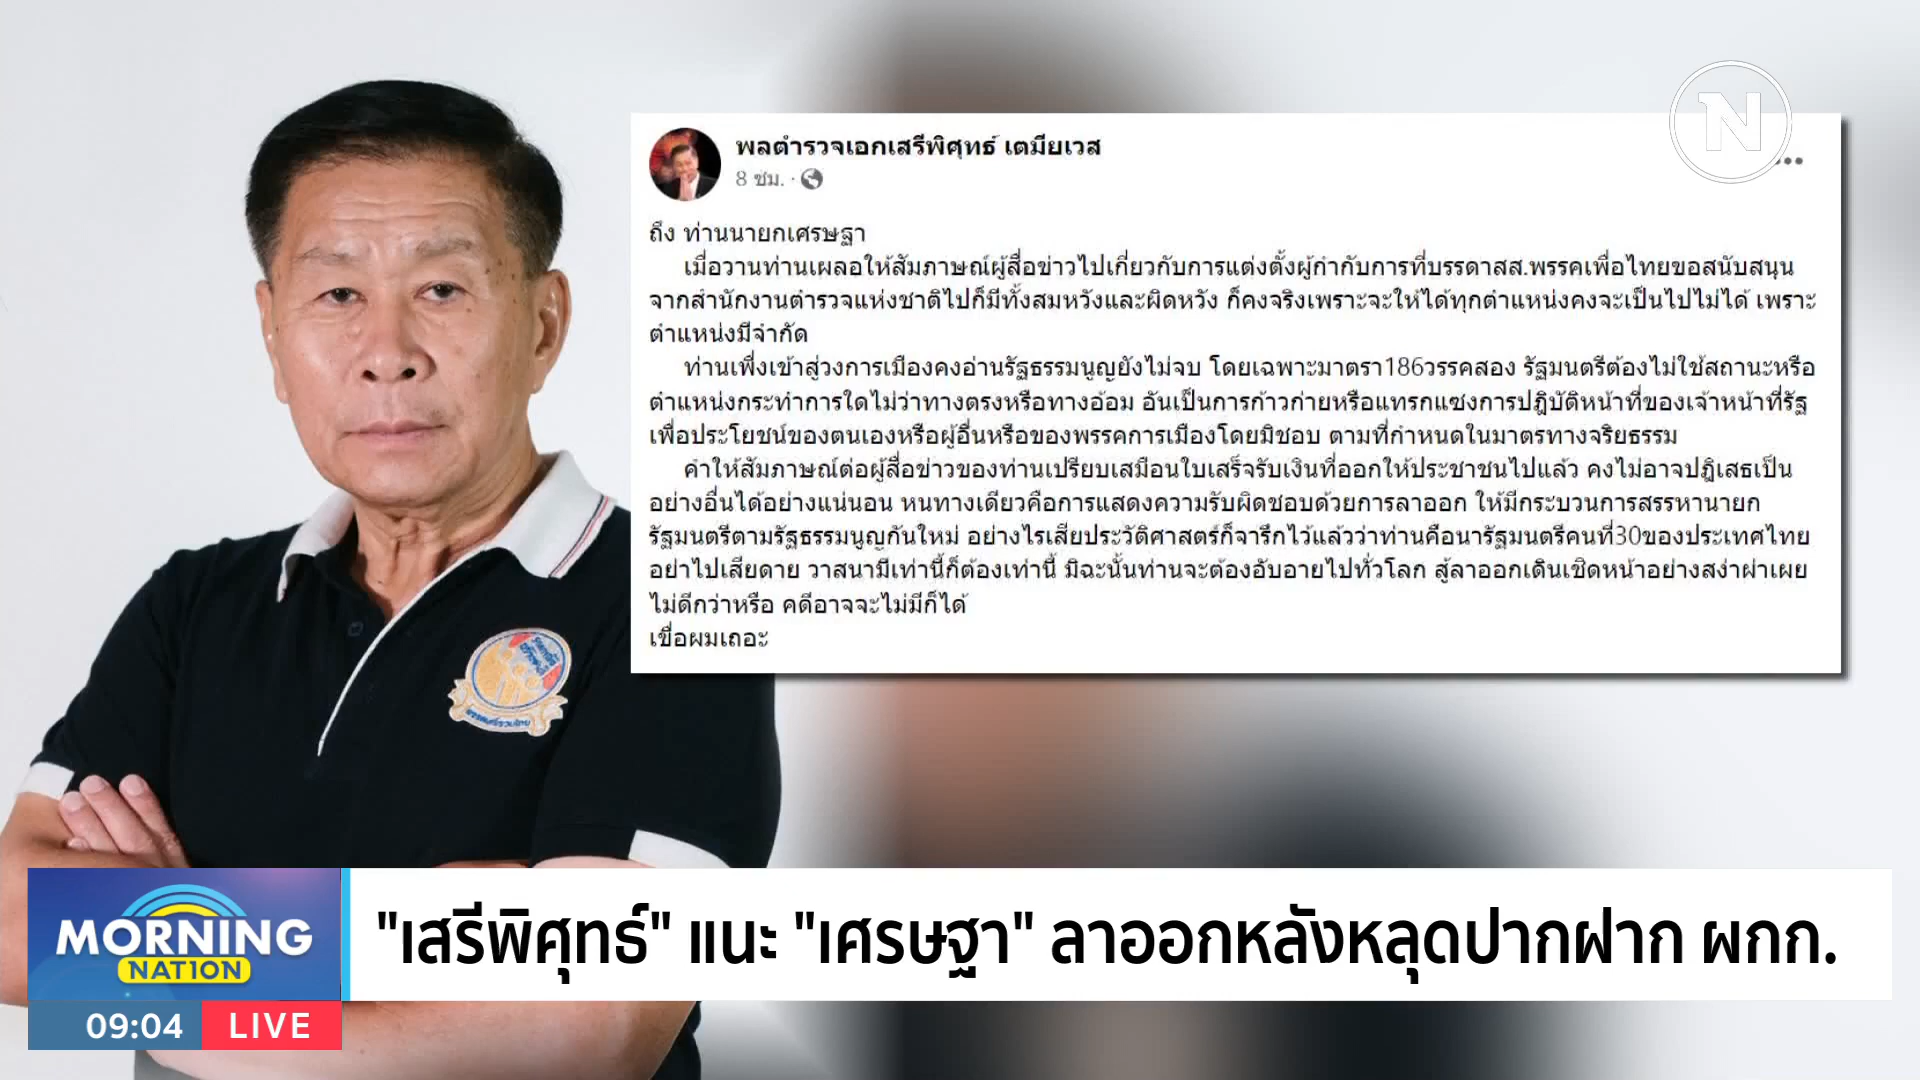 N
พลตำรวจเอกเสรีพิศุทธ์ เตมียเวส
8 ชม. ·
ถึง ท่านนายกเศรษฐา
เมื่อวานท่านเผลอให้สัมภาษณ์ผู้สื่อข่าวไปเกี่ยวกับการแต่งตั้งผู้กำกับการที่บรรดาสส.พรรคเพื่อไทยขอสนับสนุน
จากสำนักงานตำรวจแห่งชาติไปก็มีทั้งสมหวังและผิดหวัง ก็คงจริงเพราะจะให้ได้ทุกตำแหน่งคงจะเป็นไปไม่ได้ เพราะ
ตำแหน่งมีจำกัด
ท่านเพิ่งเข้าสู่วงการเมืองคงอ่านรัฐธรรมนูญยังไม่จบ โดยเฉพาะมาตรา186วรรคสอง รัฐมนตรีต้องไม่ใช้สถานะหรือ
ตำแหน่งกระทำการใดไม่ว่าทางตรงหรือทางอ้อม อันเป็นการก้าวก่ายหรือแทรกแซงการปฏิบัติหน้าที่ของเจ้าหน้าที่รัฐ
เพื่อประโยชน์ของตนเองหรือผู้อื่นหรือของพรรคการเมืองโดยมิชอบ ตามที่กำหนดในมาตรทางจริยธรรม
คำให้สัมภาษณ์ต่อผู้สื่อข่าวของท่านเปรียบเสมือนใบเสร็จรับเงินที่ออกให้ประชาชนไปแล้ว คงไม่อาจปฏิเสธเป็น
อย่างอื่นได้อย่างแน่นอน หนทางเดียวคือการแสดงความรับผิดชอบด้วยการลาออก ให้มีกระบวนการสรรหานายก
รัฐมนตรีตามรัฐธรรมนูญกันใหม่ อย่างไรเสียประวัติศาสตร์ก็จารึกไว้แล้วว่าท่านคือนารัฐมนตรีคนที่30ของประเทศไทย
อย่าไปเสียดาย วาสนามีเท่านี้ก็ต้องเท่านี้ มิฉะนั้นท่านจะต้องอับอายไปทั่วโลก สู้ลาออกเดินเชิดหน้าอย่างสง่าผ่าเผย
ไม่ดีกว่าหรือ คดีอาจจะไม่มีก็ได้
เชื่อผมเถอะ
พรรคเสรีรวมไทย
MORNING
NATION
"เสรีพิศุทธ์" แนะ "เศรษฐา" ลาออกหลังหลุดปากฝาก ผกก.
09:04 LIVE